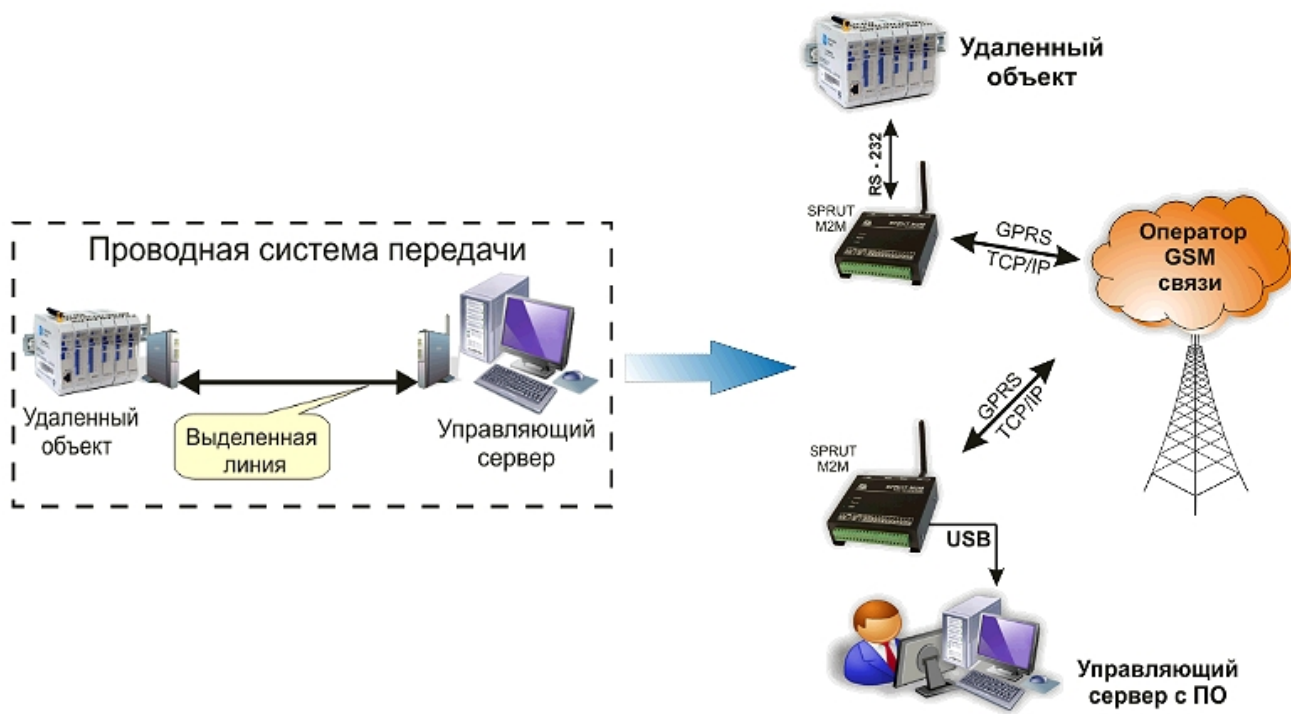 Проводная система передачи
Удаленный
объект
Выделенная
линия
Управляющий
сервер
Удаленный
объект
RS - 232
SPRUT
M2M
GPRS
TCP/IP
Оператор
GSM
связи
GPRS
TCP/IP
SPRUT
M2M
USB
Управляющий
сервер с ПО